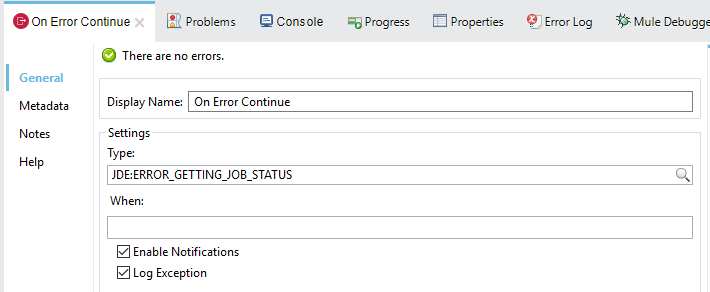 On Error Continue Problems Console Progress Properties Error Log Mule Debugge
There are no errors.
General
Display Name: On Error Continue
Metadata
Notes
Help
Settings
Type:
JDE:ERROR_GETTING_JOB_STATUS
When:
Enable Notifications
Log Exception